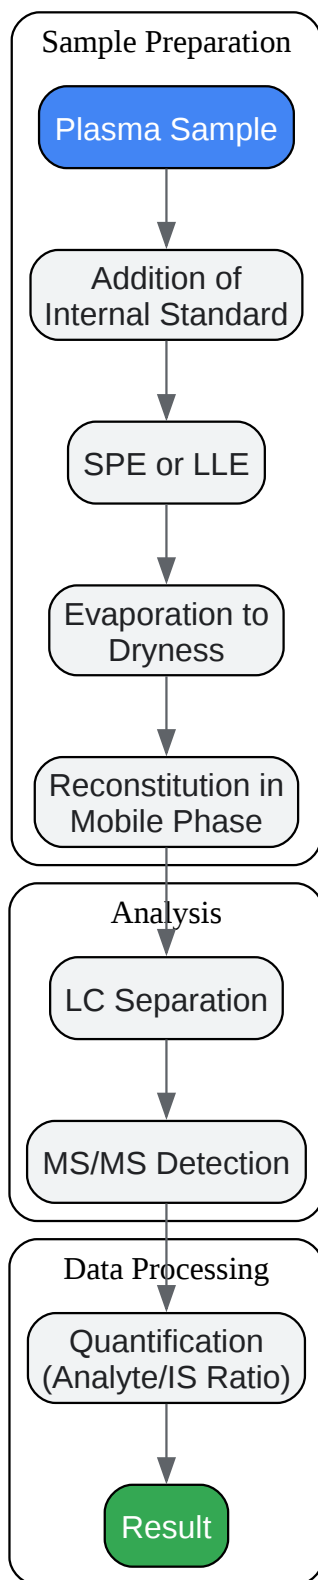 Sample Preparation
Plasma Sample
Addition of
Internal Standard
SPE or LLE
Evaporation to
Dryness
Reconstitution in
Mobile Phase
Analysis
LC Separation
MS/MS Detection
Data Processing
Quantification
(Analyte/IS Ratio)
Result